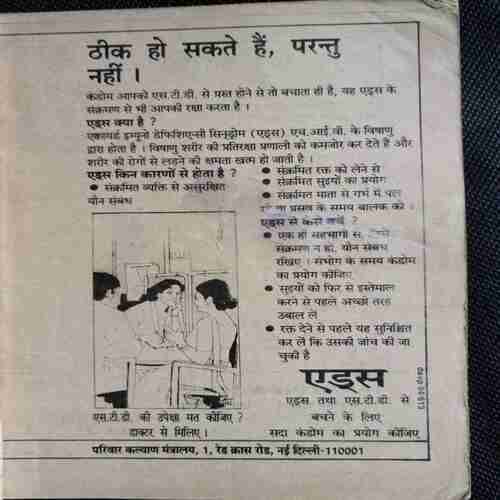 ठीक हो सकते हैं, परन्तु
नहीं ।
कंडोम आपको एस.टी.डी. से ग्रस्त होने से तो बचाता ही है, यह एड्स के
संक्रमण से भी आपकी रक्षा करता है ।
एड्स क्या है ?
एक्वायर्ड इम्यूनो डेफिशिएन्सी सिन्ड्रोम (एड्स) एच.आई.वी. के विषाणु
द्वारा होता है । विषाणु शरीर की प्रतिरक्षा प्रणाली को कमजोर कर देते हैं और
शरीर की रोगों से लड़ने की क्षमता खत्म हो जाती है ।
एड्स किन कारणों से होता है ?
● संक्रमित व्यक्ति से असुरक्षित
यौन संबंध
● संक्रमित रक्त को लेने से
● संक्रमित सुइयों का प्रयोग
● संक्रमित माता से गर्भ में पल
प्रसव के समय बालक को ।
एड्स से कैसे बचें ?
● एक ही सहभागी से
संक्रमण न हो, यौन संबंध
रखिए । संभोग के समय कंडोम
का प्रयोग कीजिए
● सुइयों को फिर से इस्तेमाल
करने से पहले अच्छी तरह
उबाल लें
● रक्त देने से पहले यह सुनिश्चित
कर लें कि उसकी जांच की जा
चुकी है
एस.टी.डी. की उपेक्षा मत कीजिए ?
डाक्टर से मिलिए ।
एड्स
एड्स तथा एस.टी.डी. से
बचने के लिए
सदा कंडोम का प्रयोग कीजिए
परिवार कल्याण मंत्रालय, 1, रेड क्रास रोड, नई दिल्ली-110001